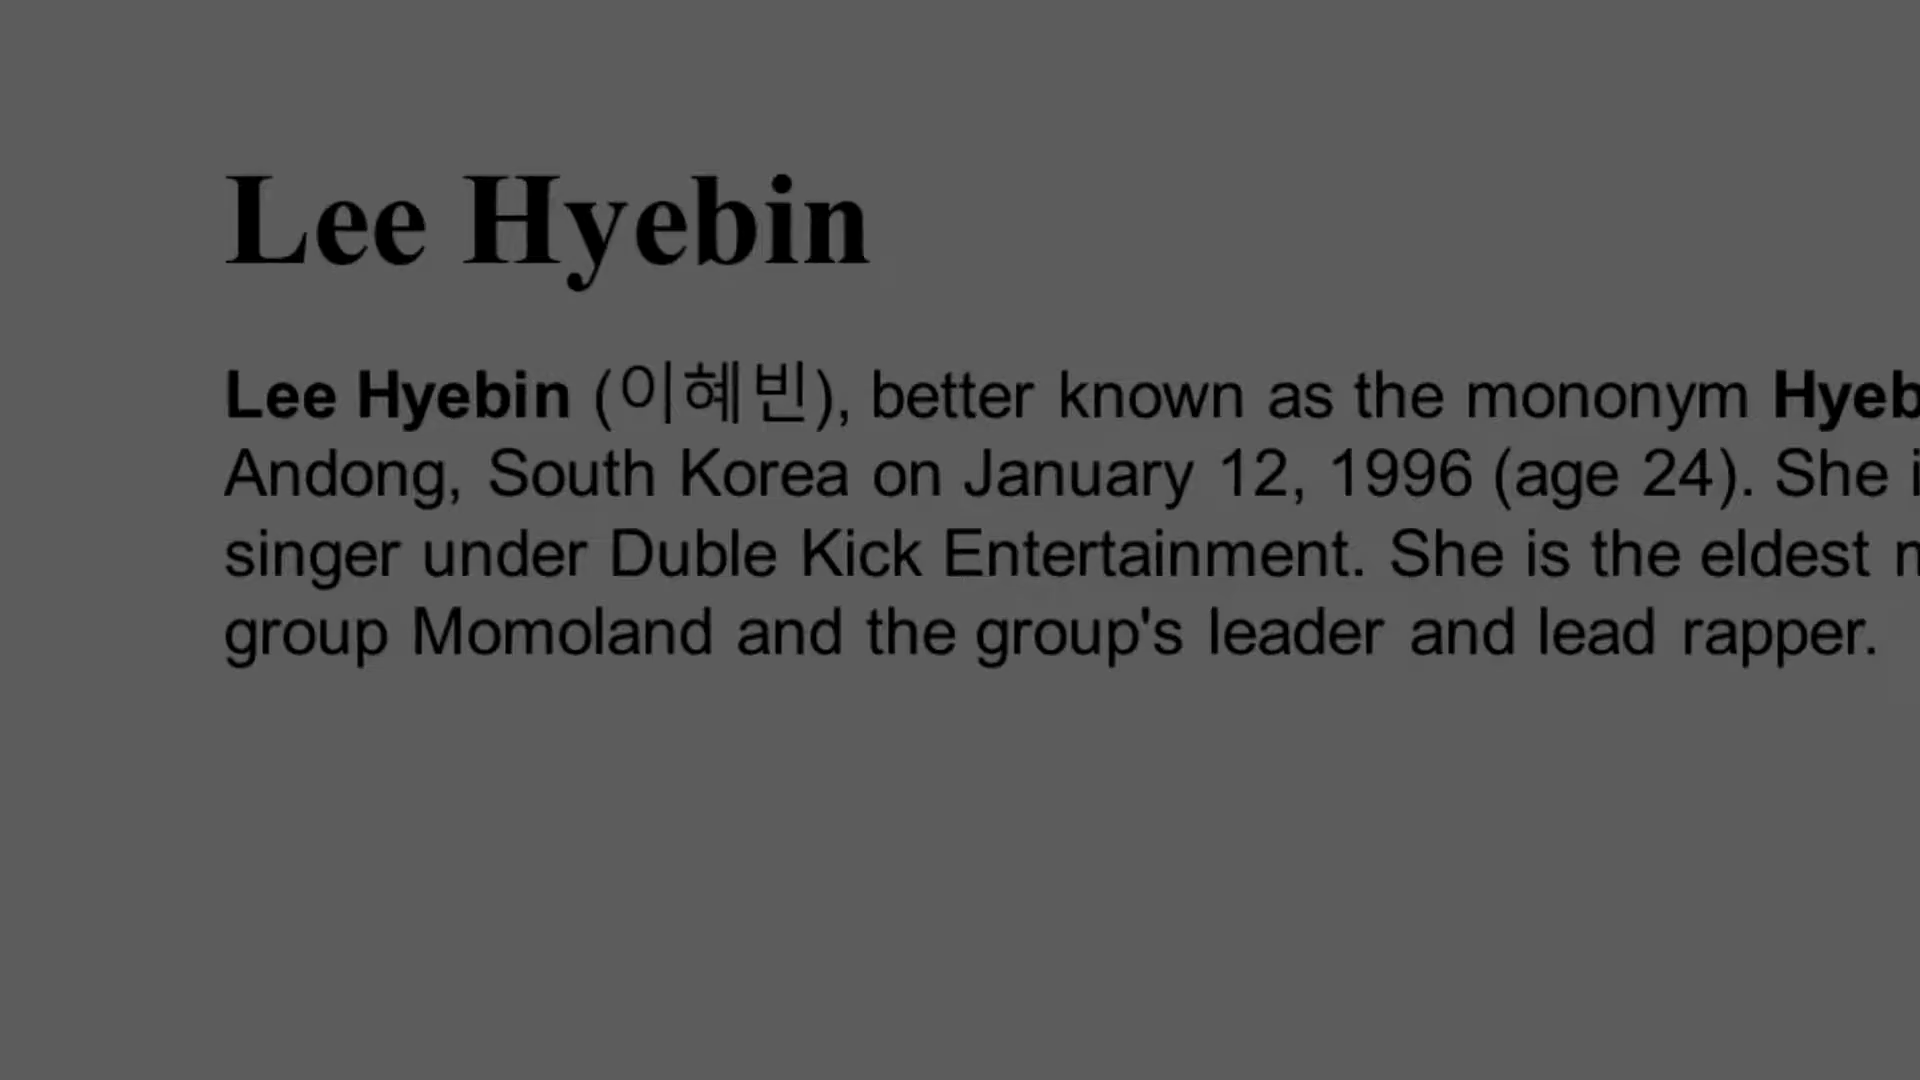 Lee Hyebin
Lee Hyebin (이혜빈), better known as the mononym Hyeb
Andong, South Korea on January 12, 1996 (age 24). She i
singer under Duble Kick Entertainment. She is the eldest
group Momoland and the group's leader and lead rapper.